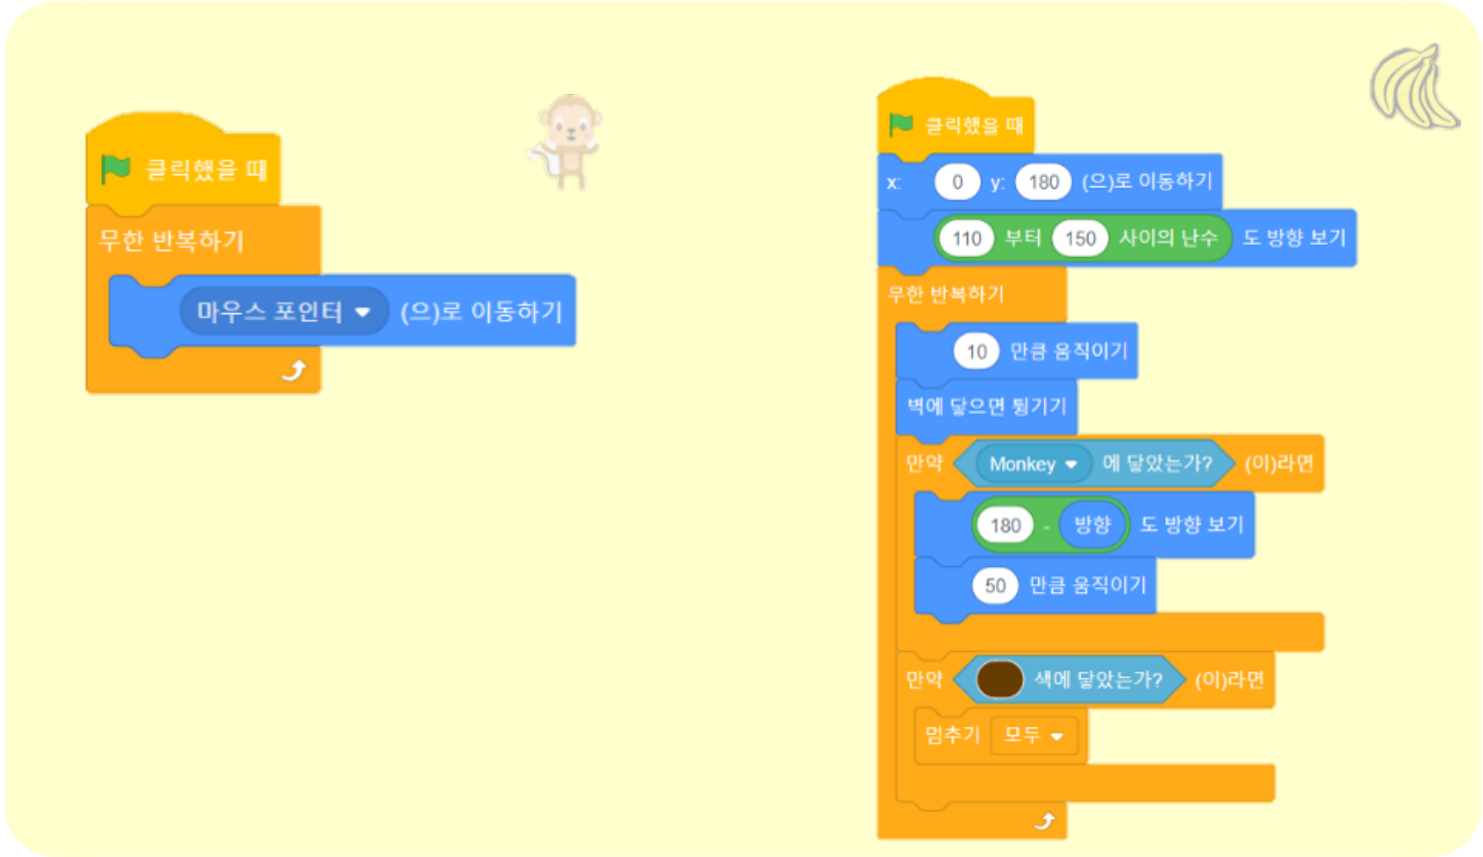 클릭했을 때
무한 반복하기
마우스 포인터 (으)로 이동하기
클릭했을 때
x: 0 y: 180 (으)로 이동하기
110 부터 150 사이의 난수 도 방향 보기
무한 반복하기
10 만큼 움직이기
벽에 닿으면 튕기기
만약 Monkey 에 닿았는가? (이)라면
180 - 방향 도 방향 보기
50 만큼 움직이기
만약 색에 닿았는가? (이)라면
멈추기 모두